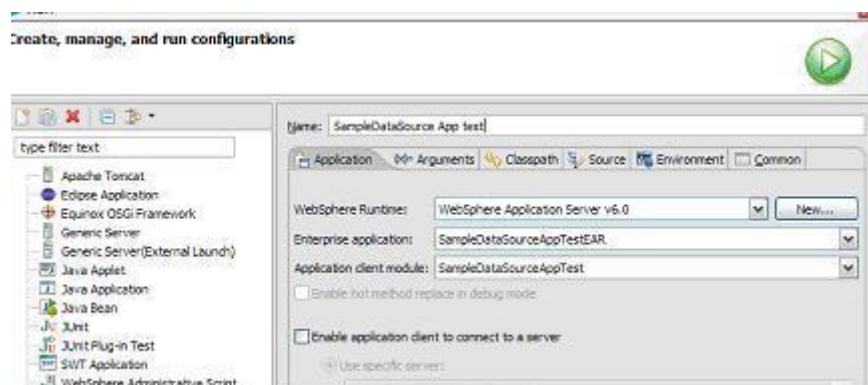 Create, manage, and run configurations
type filter text
Apache Tomcat
Eclipse Application
Equinox OSGi Framework
Generic Server
Generic Server(External Launch)
Java Applet
Java Application
Java Bean
JUnit
JUnit Plug-in Test
SWT Application
WebSphere Administrative Script
Name: SampleDataSource App test
Application Arguments Classpath Source Environment Common
WebSphere Runtime: WebSphere Application Server v6.0 New...
Enterprise application: SampleDataSourceAppTestEAR
Application client module: SampleDataSourceAppTest
Enable hot method replace in debug mode
Enable application client to connect to a server
Use specific server: